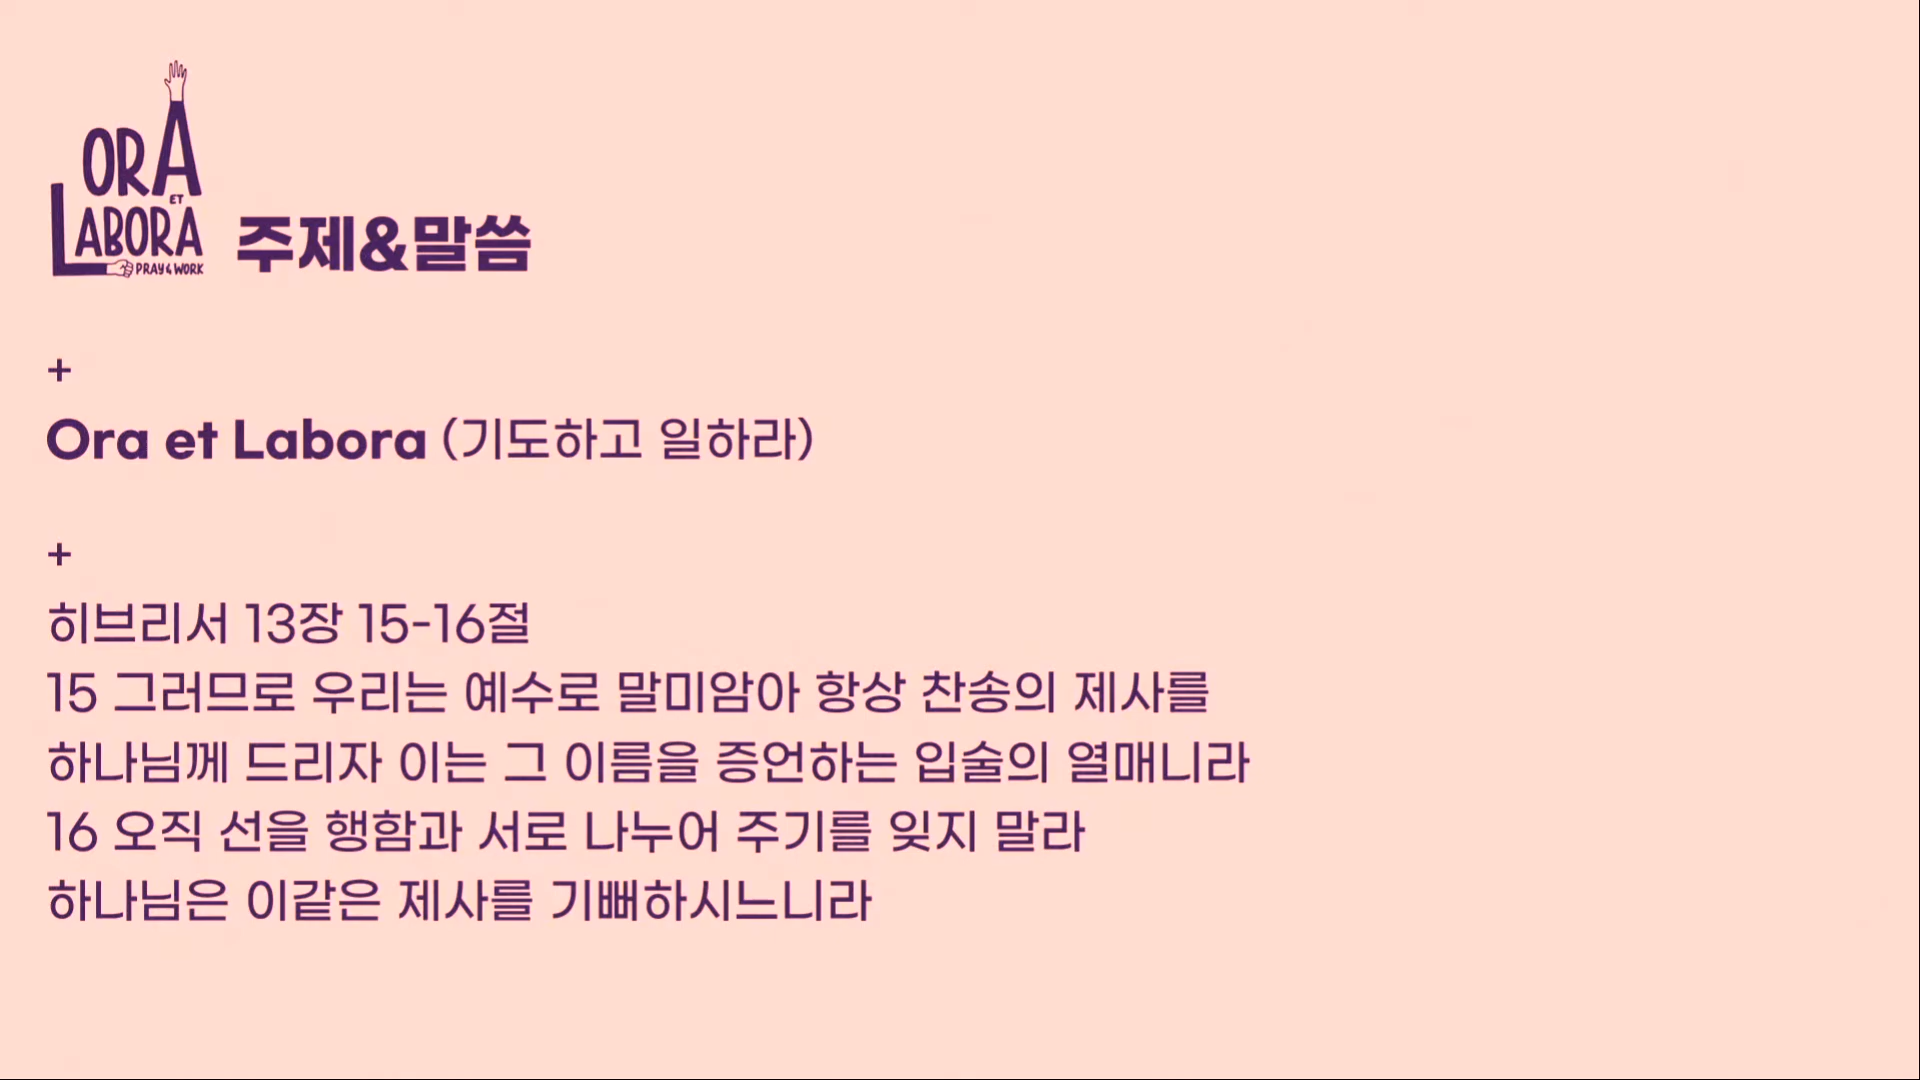 ORA
ET
LABORA
PRAY & WORK
주제&말씀
+
Ora et Labora (기도하고 일하라)
+
히브리서 13장 15-16절
15 그러므로 우리는 예수로 말미암아 항상 찬송의 제사를
하나님께 드리자 이는 그 이름을 증언하는 입술의 열매니라
16 오직 선을 행함과 서로 나누어 주기를 잊지 말라
하나님은 이같은 제사를 기뻐하시느니라